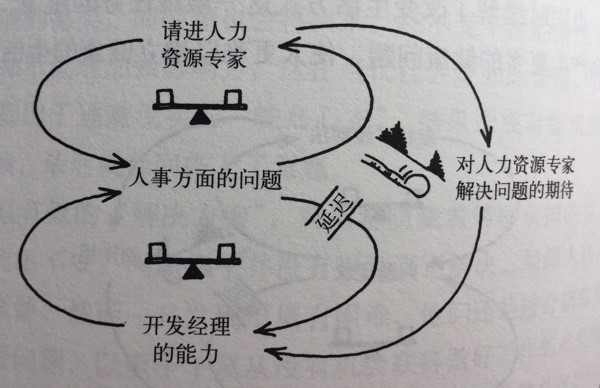 请进人力
资源专家
人事方面的问题
对人力资源专家
解决问题的期待
延迟
开发经理
的能力